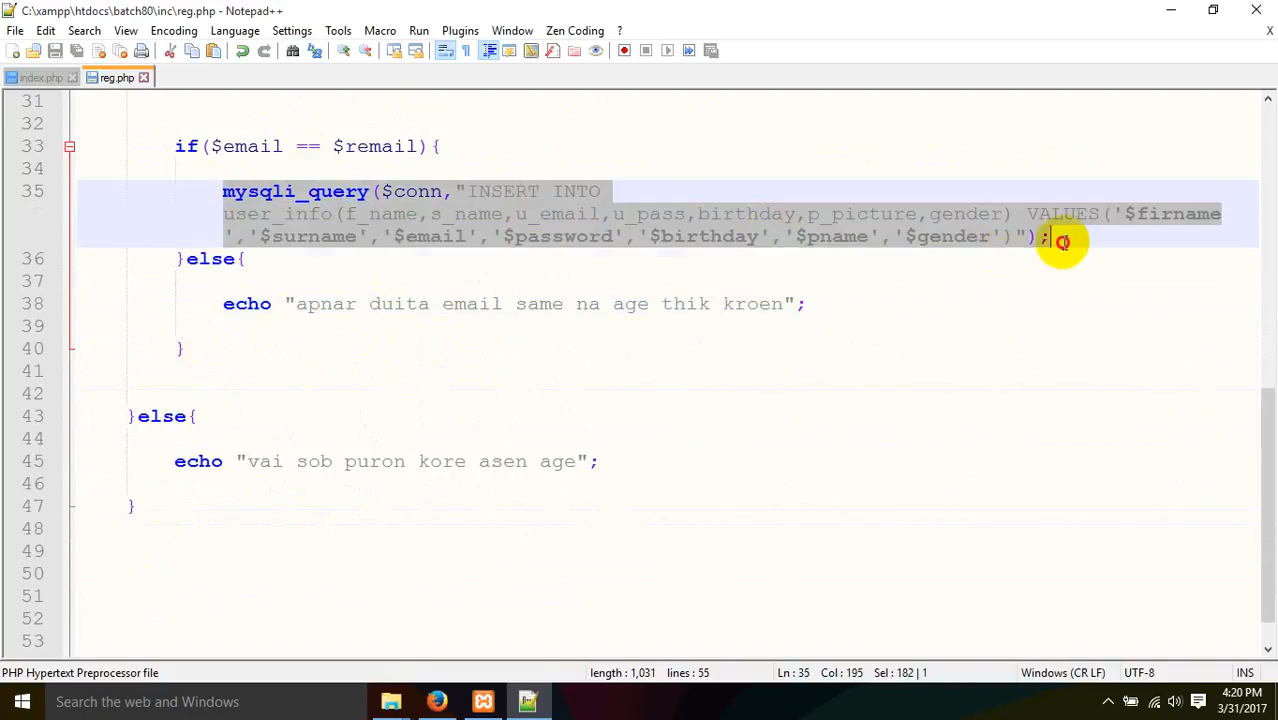 C:\xampp\htdocs\batch80\inc\reg.php - Notepad++
File Edit Search View Encoding Language Settings Tools Macro Run Plugins Window Zen Coding ?
X
index.php reg.php
31
32
33 if($email == $remail){
34
35 mysqli_query($conn,"INSERT INTO
user_info(f_name,s_name,u_email,u_pass,birthday,p_picture,gender) VALUES('$firname
','$surname','$email','$password','$birthday','$pname','$gender')");
36 }else{
37
38 echo "apnar duita email same na age thik kroen";
39
40 }
41
42
43 }else{
44
45 echo "vai sob puron kore asen age";
46
47 }
48
49
50
51
52
53
PHP Hypertext Preprocessor file length : 1,031 lines : 55 Ln : 35 Col : 195 Sel : 182 | 1 Windows (CR LF) UTF-8 INS
Search the web and Windows
4:20 PM
3/31/2017